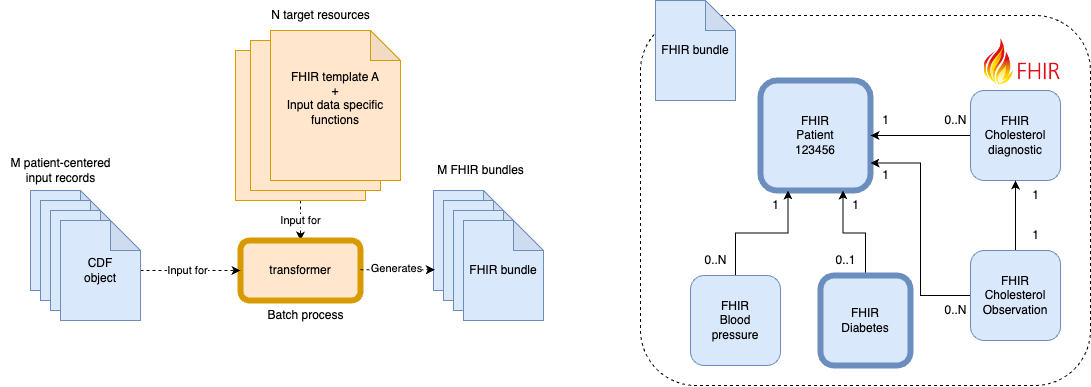 N target resources
FHIR template A
+
Input data specific
functions
M patient-centered
input records
CDF
object
Input for
Input for
transformer
Batch process
Generates
M FHIR bundles
FHIR bundle
FHIR bundle
FHIR
FHIR
Patient
123456
1
0..N
FHIR
Cholesterol
diagnostic
1
1
1
1
1
0..N
0..1
0..N
FHIR
Blood
pressure
FHIR
Diabetes
FHIR
Cholesterol
Observation